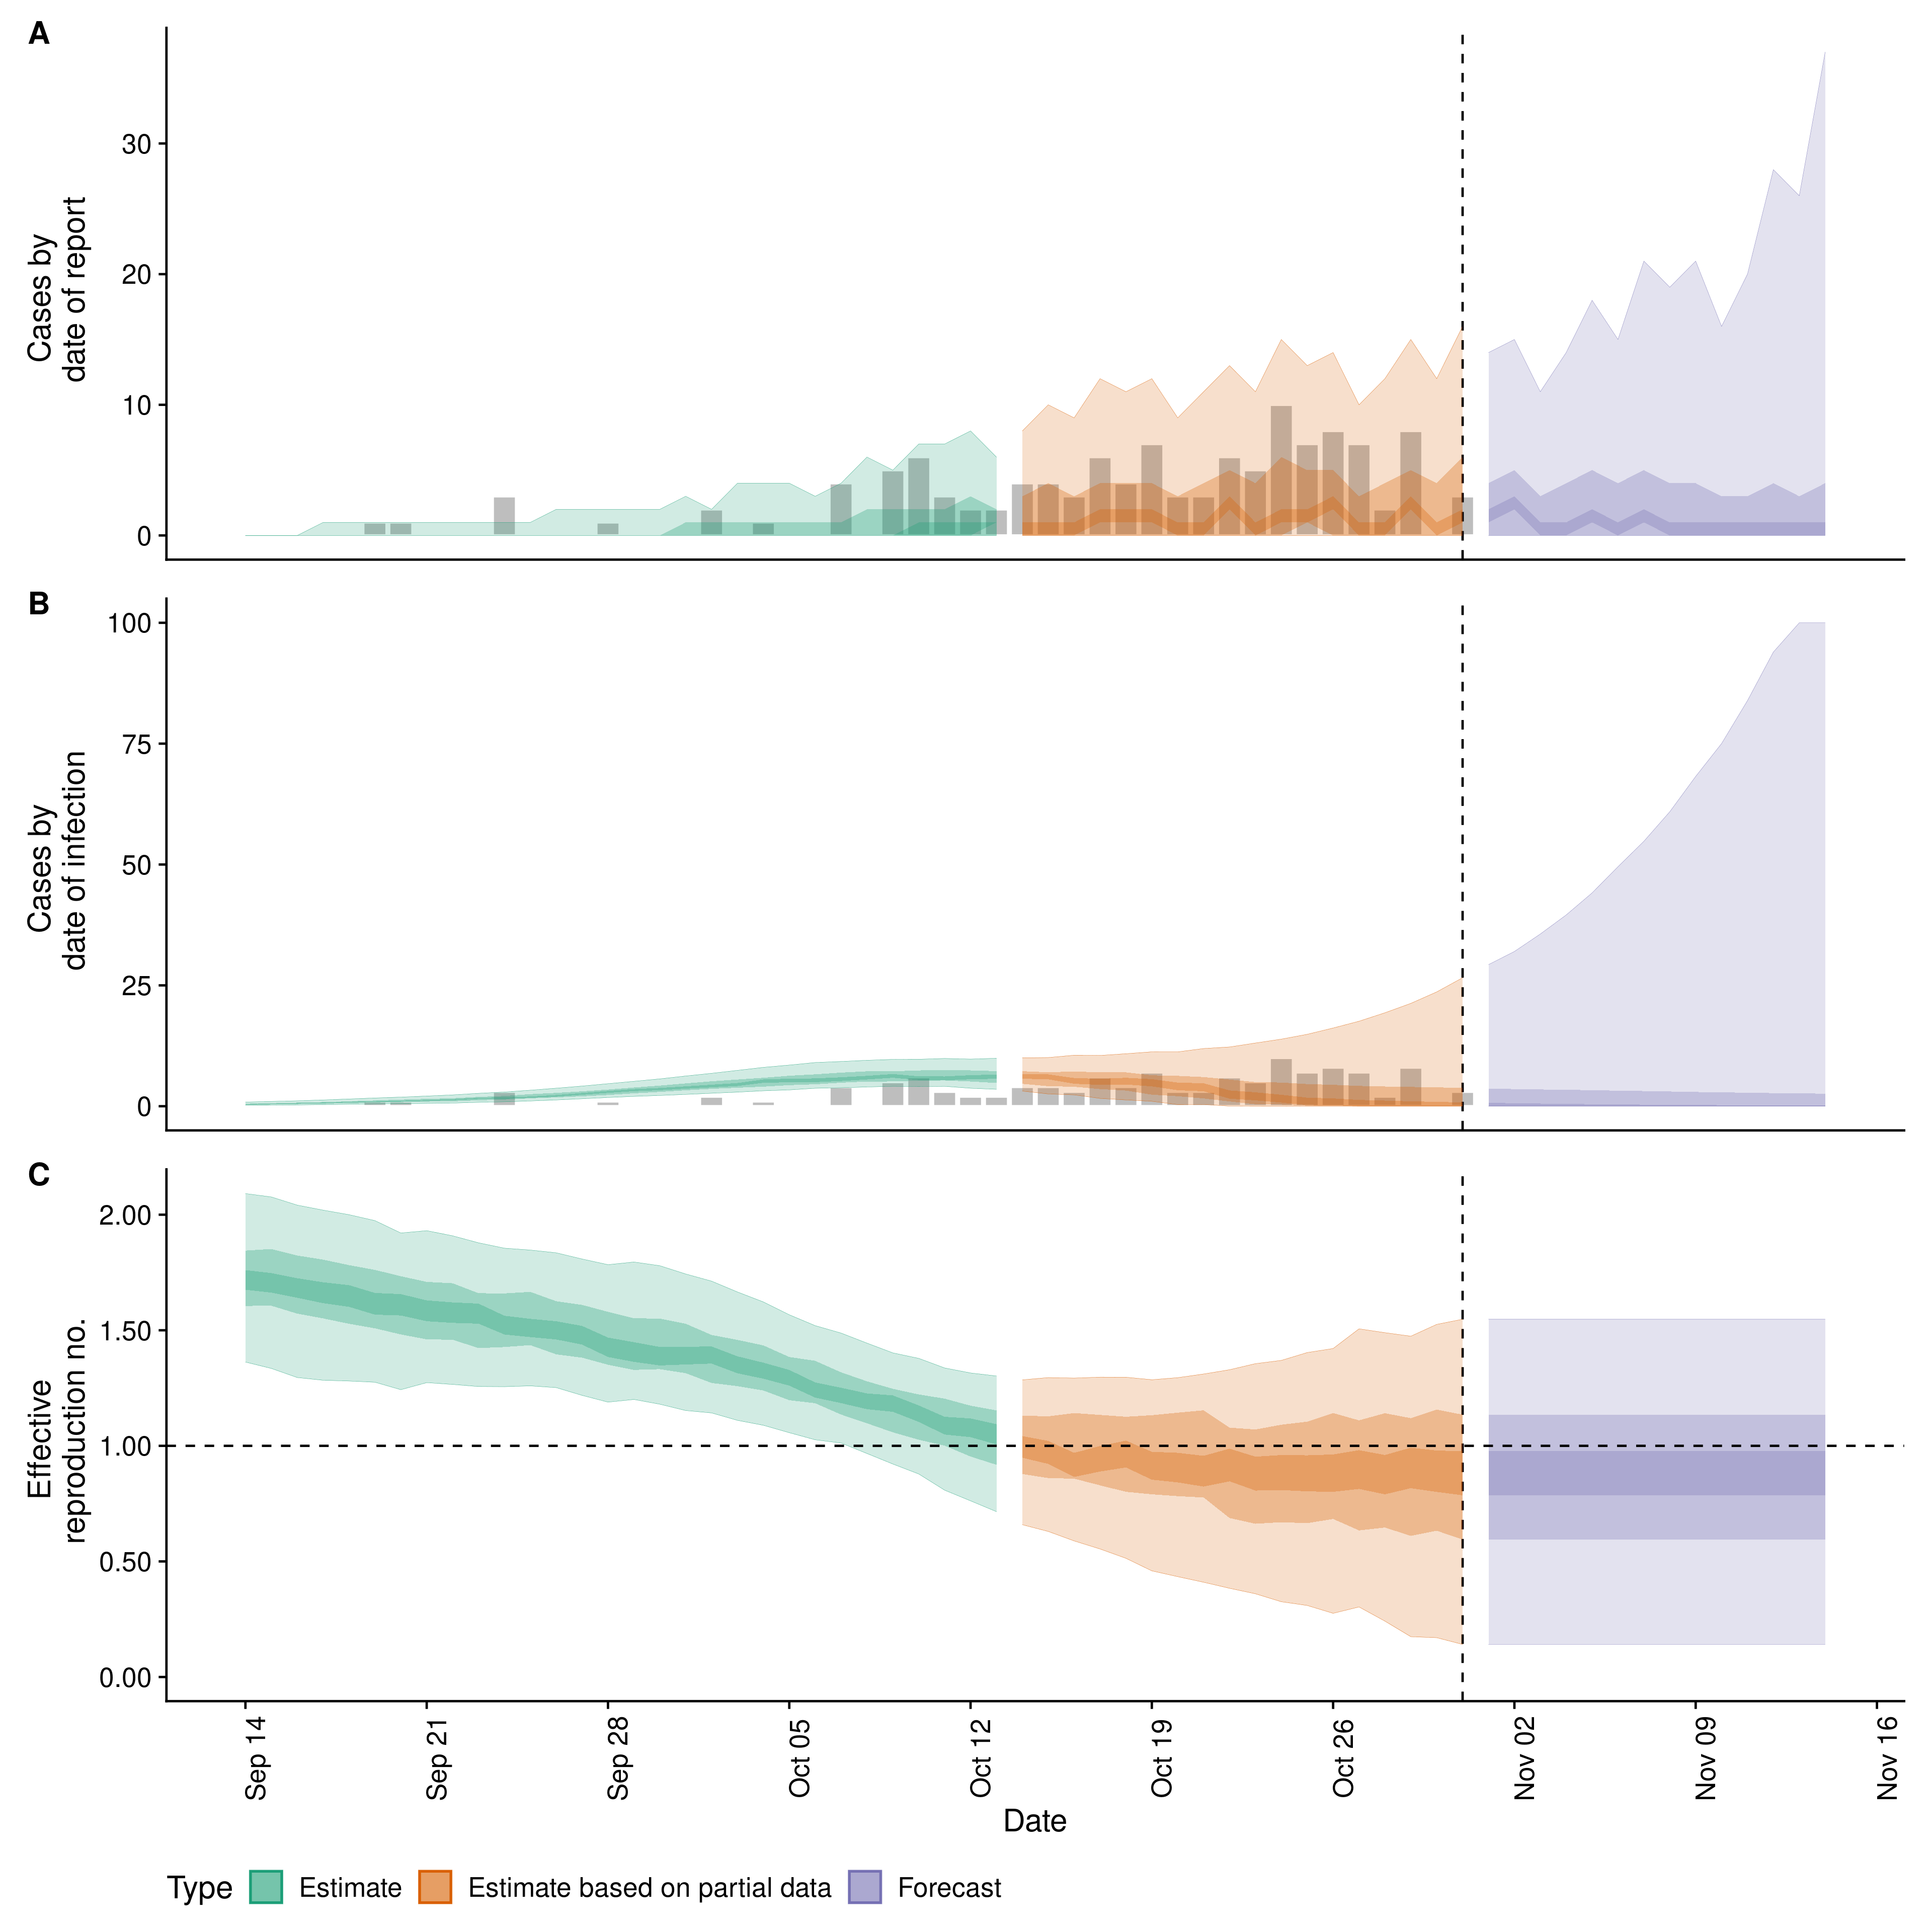 A
Cases by
date of report
30
20
10
0
B
Cases by
date of infection
100
75
50
25
0
C
Effective
reproduction no.
2.00
1.50
1.00
0.50
0.00
Sep 14
Sep 21
Sep 28
Oct 05
Oct 12
Oct 19
Oct 26
Nov 02
Nov 09
Nov 16
Date
Type Estimate Estimate based on partial data Forecast